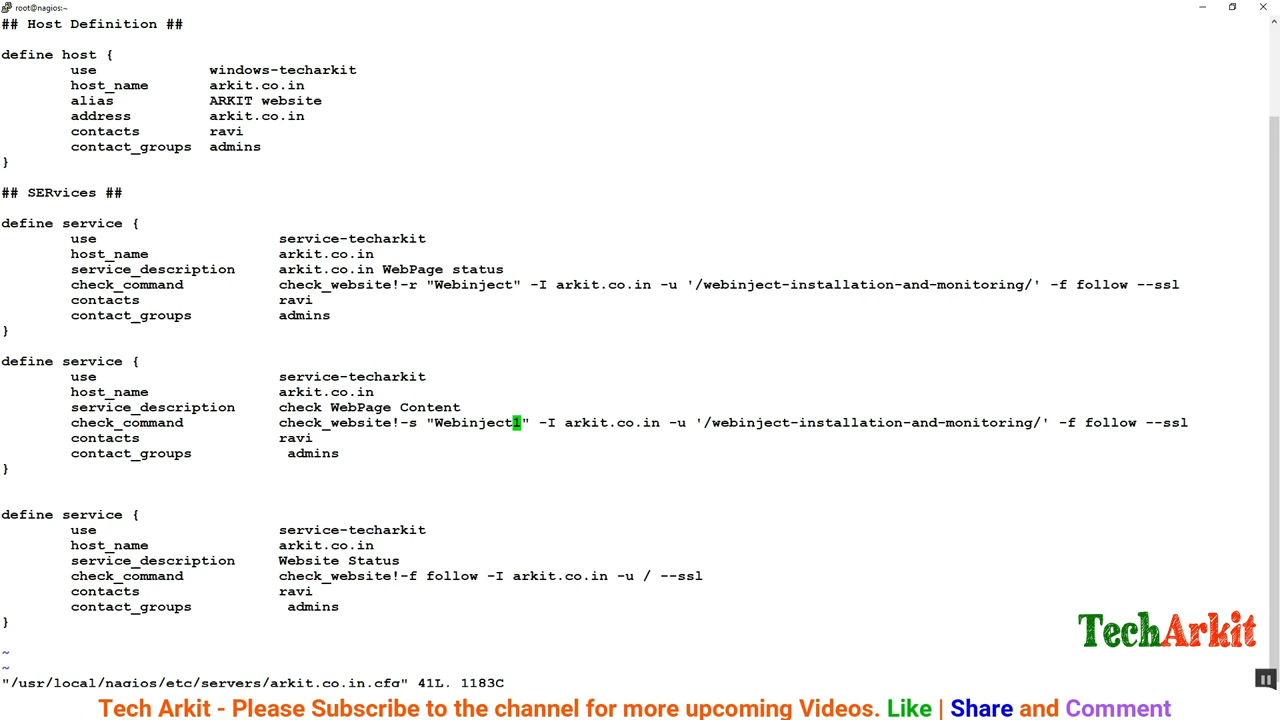 root@nagios:~
## Host Definition ##
define host {
use windows-techarkit
host_name arkit.co.in
alias ARKIT website
address arkit.co.in
contacts ravi
contact_groups admins
}
## SERvices ##
define service {
use service-techarkit
host_name arkit.co.in
service_description arkit.co.in WebPage status
check_command check_website!-r "Webinject" -I arkit.co.in -u '/webinject-installation-and-monitoring/' -f follow --ssl
contacts ravi
contact_groups admins
}
define service {
use service-techarkit
host_name arkit.co.in
service_description check WebPage Content
check_command check_website!-s "Webinject1" -I arkit.co.in -u '/webinject-installation-and-monitoring/' -f follow --ssl
contacts ravi
contact_groups admins
}
define service {
use service-techarkit
host_name arkit.co.in
service_description Website Status
check_command check_website!-f follow -I arkit.co.in -u / --ssl
contacts ravi
contact_groups admins
}
TechArkit
~
~
"/usr/local/nagios/etc/servers/arkit.co.in.cfg" 41L, 1183C
Tech Arkit - Please Subscribe to the channel for more upcoming Videos. Like | Share and Comment